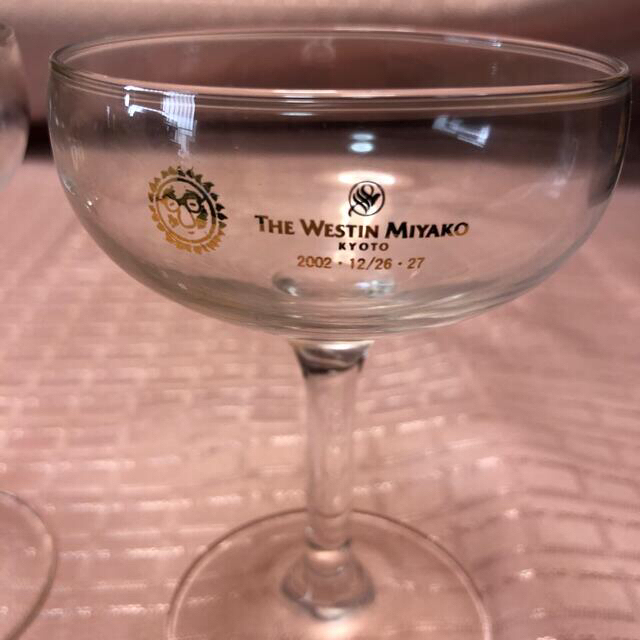 THE WESTIN MIYAKO
KYOTO
2002・12/26・27